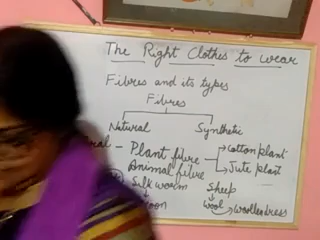 The Right Clothes to wear
Fibres and its types
Fibres
Natural Synthetic
Plant fibre cotton plant
Animal fibre Jute plant
Silk worm Sheep
wool woollen dress